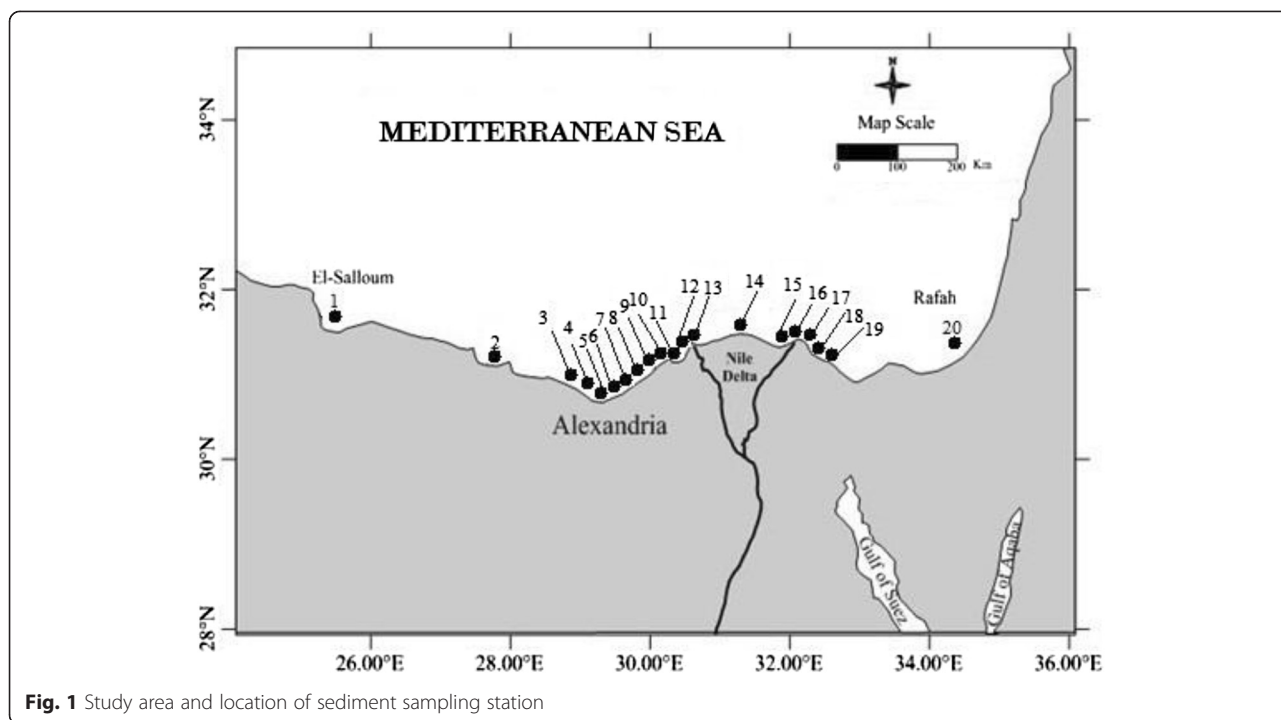 N
Map Scale
0 100 200 Km
MEDITERRANEAN SEA
34°N
32°N
30°N
28°N
El-Salloum
1
2
3
4
5
6
7
8
9
10
11
12
13
14
15
16
17
18
19
Rafah
20
Nile
Delta
Alexandria
Gulf of Suez
Gulf of Aqaba
26.00°E 28.00°E 30.00°E 32.00°E 34.00°E 36.00°E
Fig. 1 Study area and location of sediment sampling station